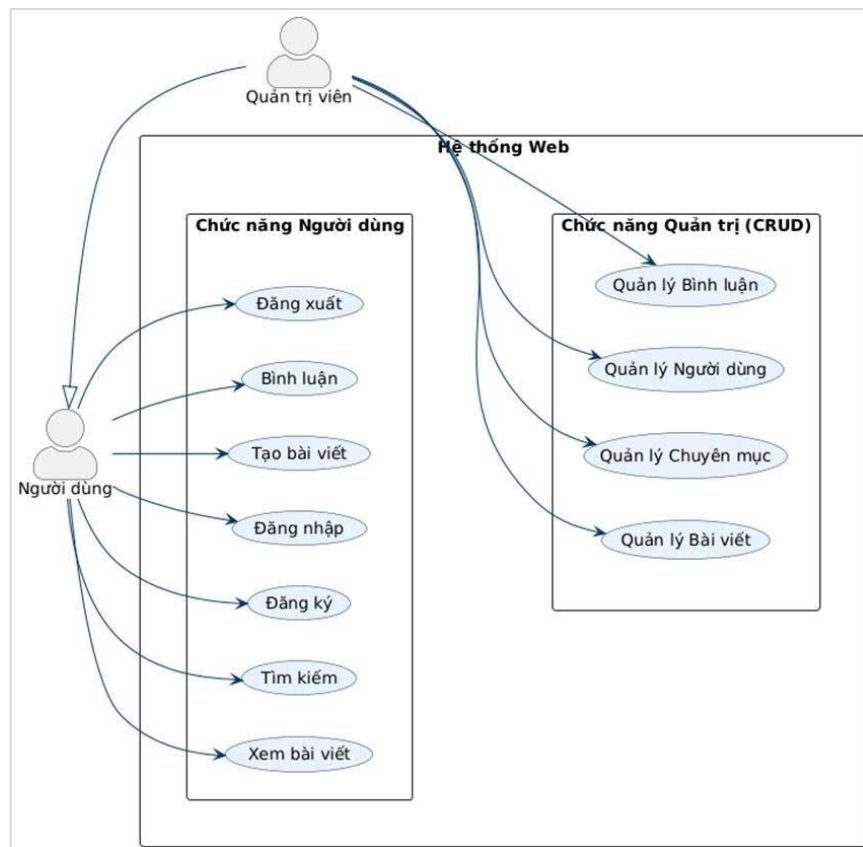 Quản trị viên
Hệ thống Web
Chức năng Người dùng
Đăng xuất
Bình luận
Tạo bài viết
Đăng nhập
Đăng ký
Tìm kiếm
Xem bài viết
Người dùng
Chức năng Quản trị (CRUD)
Quản lý Bình luận
Quản lý Người dùng
Quản lý Chuyên mục
Quản lý Bài viết